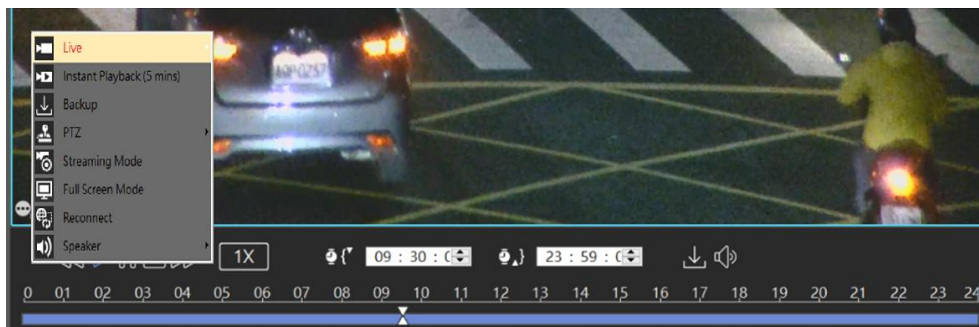 Live
Instant Playback (5 mins)
Backup
PTZ
Streaming Mode
Full Screen Mode
Reconnect
Speaker
1X 09 : 30 : 23 : 59 :
0 01 02 03 04 05 06 07 08 09 10 11 12 13 14 15 16 17 18 19 20 21 22 23 24